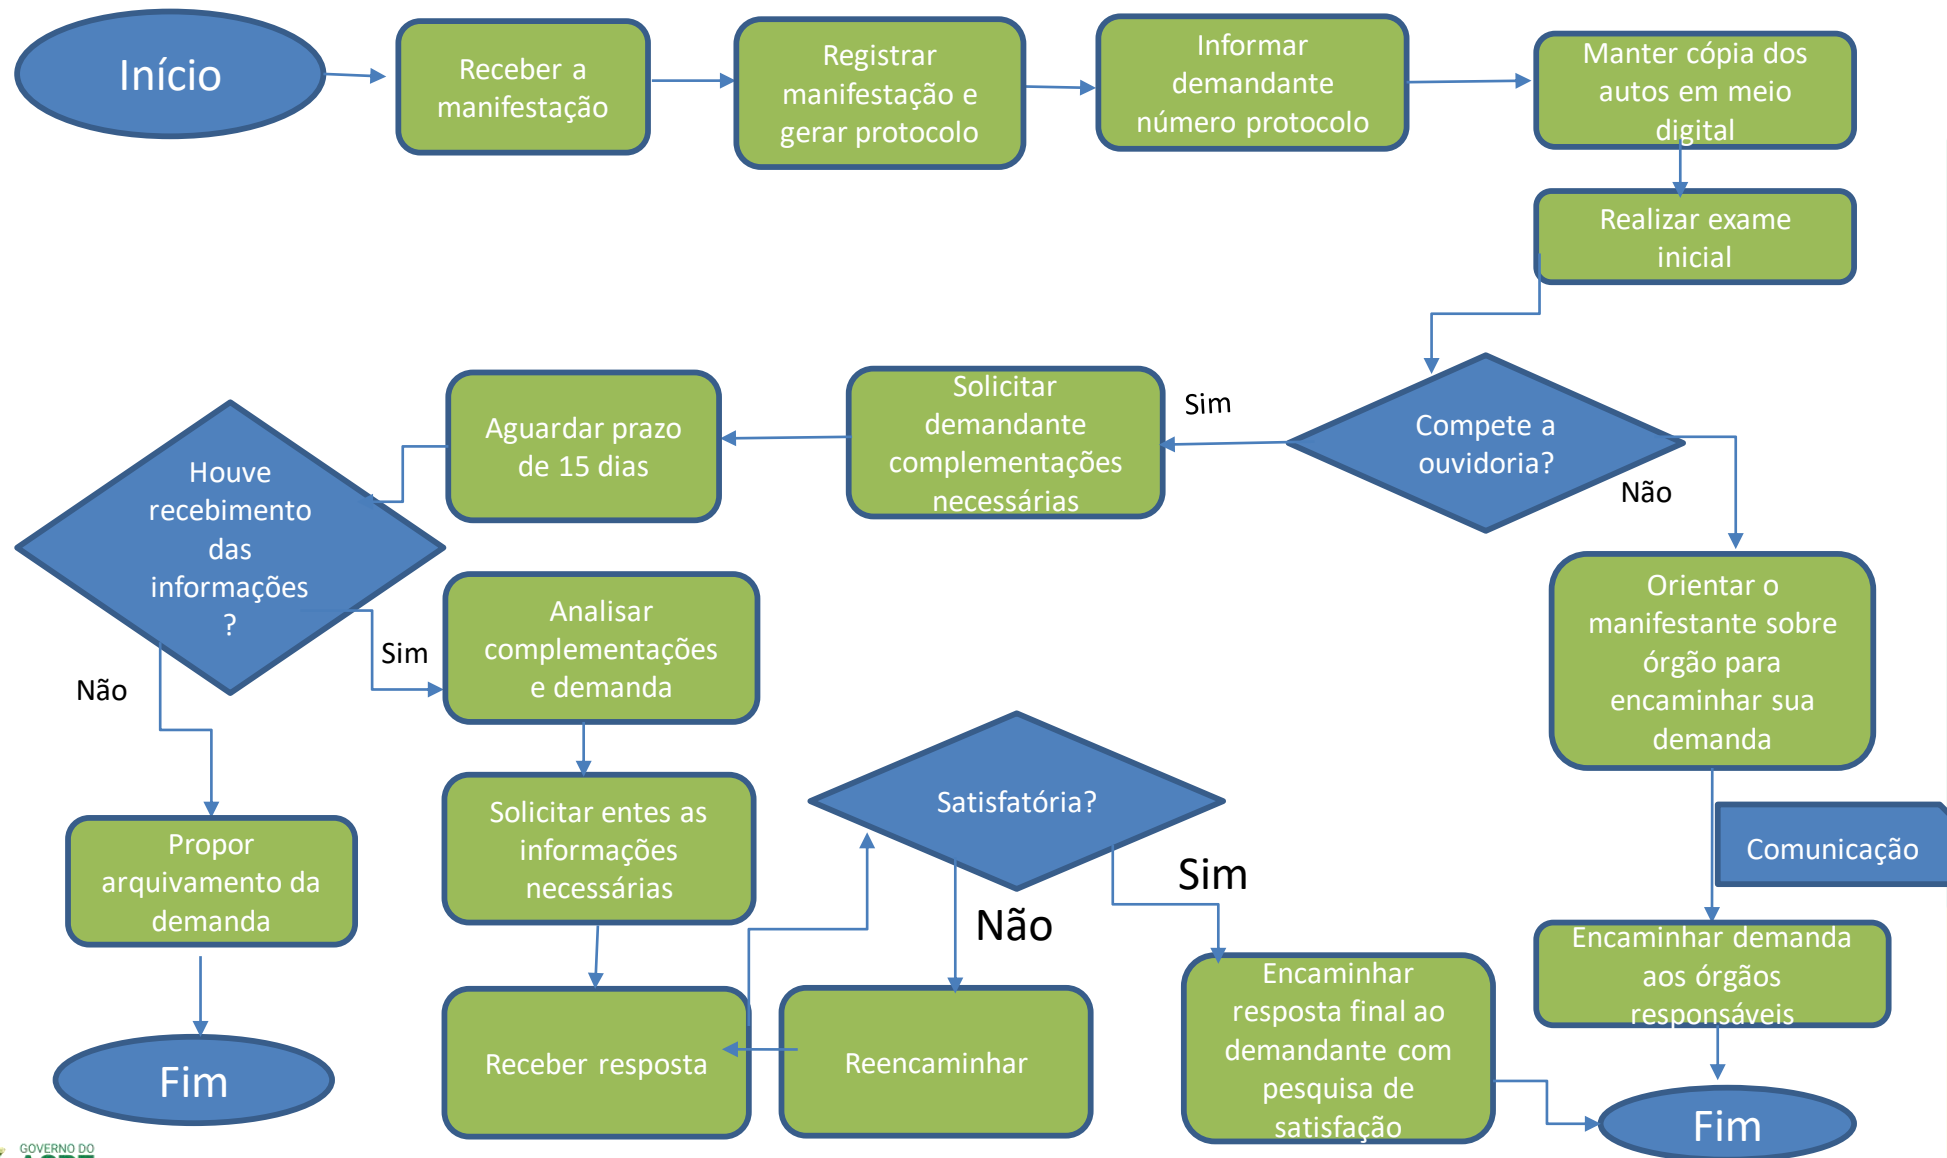 Início
Receber a
manifestação
Registrar
manifestação e
gerar protocolo
Informar
demandante
número protocolo
Manter cópia dos
autos em meio
digital
Realizar exame
inicial
Compete a
ouvidoria?
Sim
Não
Solicitar
demandante
complementações
necessárias
Aguardar prazo
de 15 dias
Houve
recebimento
das
informações
?
Sim
Não
Analisar
complementações
e demanda
Orientar o
manifestante sobre
órgão para
encaminhar sua
demanda
Propor
arquivamento da
demanda
Solicitar entes as
informações
necessárias
Satisfatória?
Sim
Não
Comunicação
Encaminhar demanda
aos órgãos
responsáveis
Receber resposta
Reencaminhar
Encaminhar
resposta final ao
demandante com
pesquisa de
satisfação
Fim
Fim
GOVERNO DO